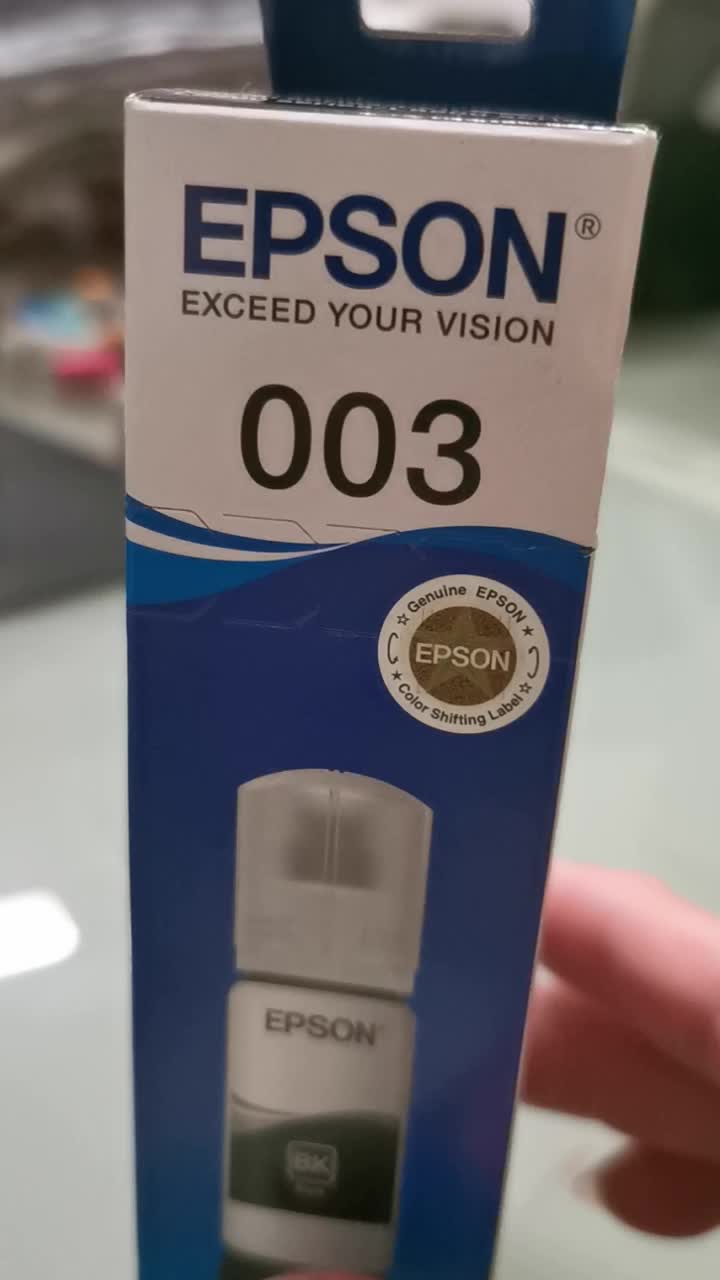 EPSON®
EXCEED YOUR VISION
003
Genuine EPSON
EPSON
Color Shifting Label
EPSON
BK